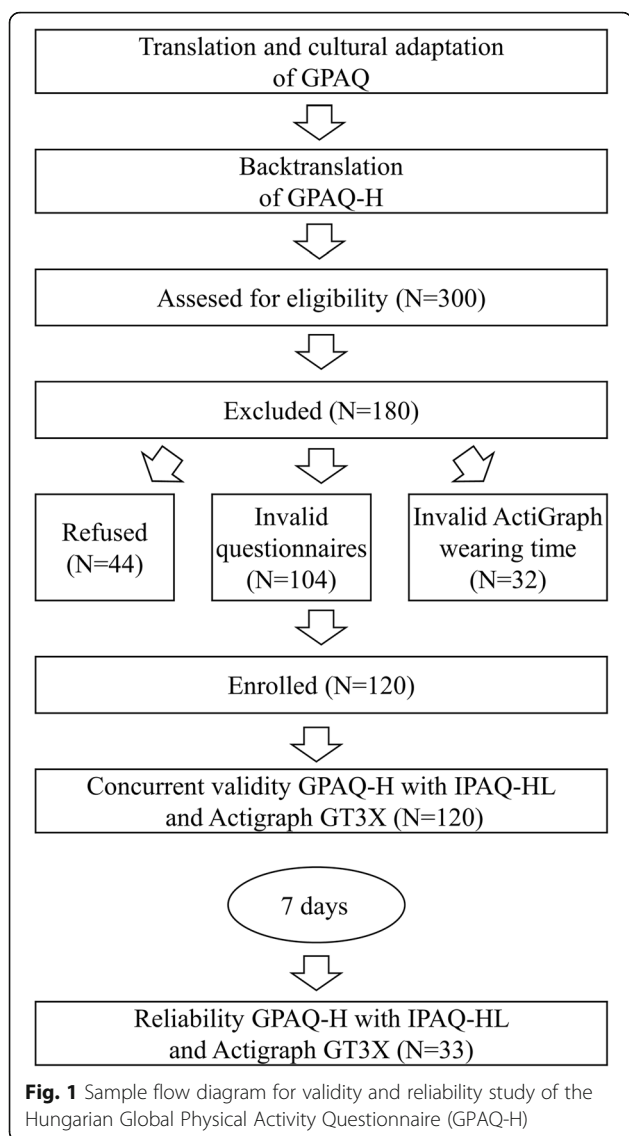 Translation and cultural adaptation
of GPAQ
Backtranslation
of GPAQ-H
Assesed for eligibility (N=300)
Excluded (N=180)
Refused
(N=44)
Invalid
questionnaires
(N=104)
Invalid ActiGraph
wearing time
(N=32)
Enrolled (N=120)
Concurrent validity GPAQ-H with IPAQ-HL
and Actigraph GT3X (N=120)
7 days
Reliability GPAQ-H with IPAQ-HL
and Actigraph GT3X (N=33)
Fig. 1 Sample flow diagram for validity and reliability study of the
Hungarian Global Physical Activity Questionnaire (GPAQ-H)